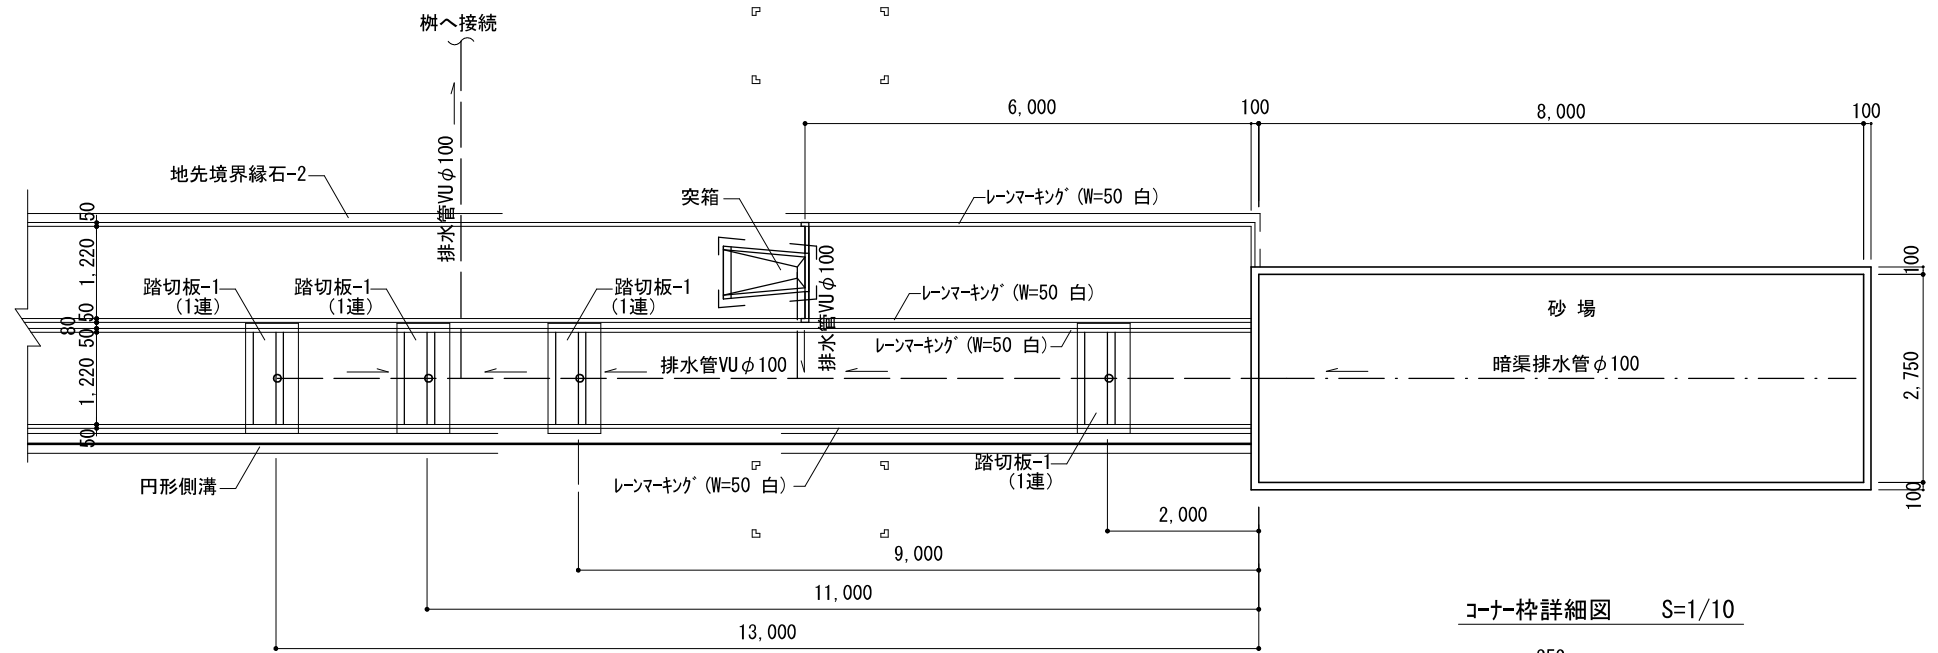 桝へ接続
6,000
100
8,000
100
地先境界縁石-2
排水管VUφ100
突箱
レーンマーキング (W=50 白)
50
1,220
50
80
50
1,220
50
踏切板-1
(1連)
踏切板-1
(1連)
踏切板-1
(1連)
排水管VUφ100
レーンマーキング (W=50 白)
レーンマーキング (W=50 白)
排水管VUφ100
砂 場
暗渠排水管φ100
100
2,750
100
円形側溝
レーンマーキング (W=50 白)
踏切板-1
(1連)
2,000
9,000
11,000
13,000
コーナー枠詳細図 S=1/10